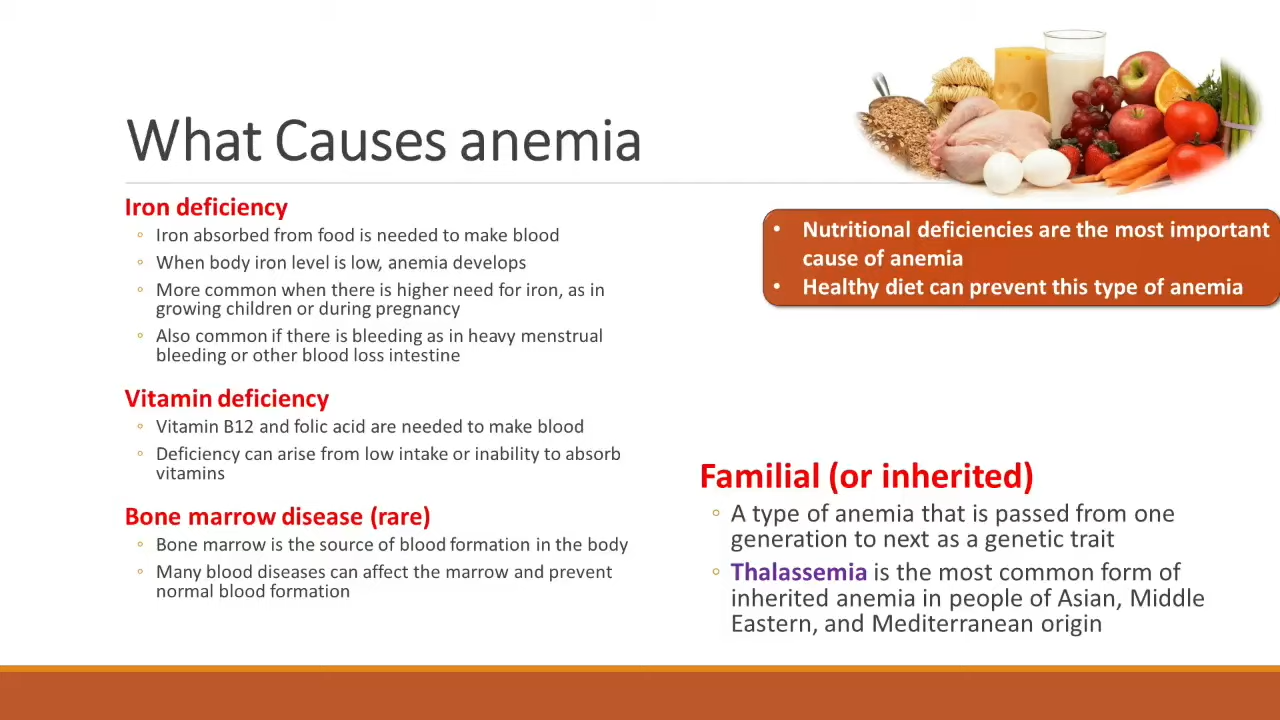 What Causes anemia
Iron deficiency
◦ Iron absorbed from food is needed to make blood
◦ When body iron level is low, anemia develops
◦ More common when there is higher need for iron, as in
growing children or during pregnancy
◦ Also common if there is bleeding as in heavy menstrual
bleeding or other blood loss intestine
Vitamin deficiency
◦ Vitamin B12 and folic acid are needed to make blood
◦ Deficiency can arise from low intake or inability to absorb
vitamins
Bone marrow disease (rare)
◦ Bone marrow is the source of blood formation in the body
◦ Many blood diseases can affect the marrow and prevent
normal blood formation
• Nutritional deficiencies are the most important
cause of anemia
• Healthy diet can prevent this type of anemia
Familial (or inherited)
◦ A type of anemia that is passed from one
generation to next as a genetic trait
◦ Thalassemia is the most common form of
inherited anemia in people of Asian, Middle
Eastern, and Mediterranean origin